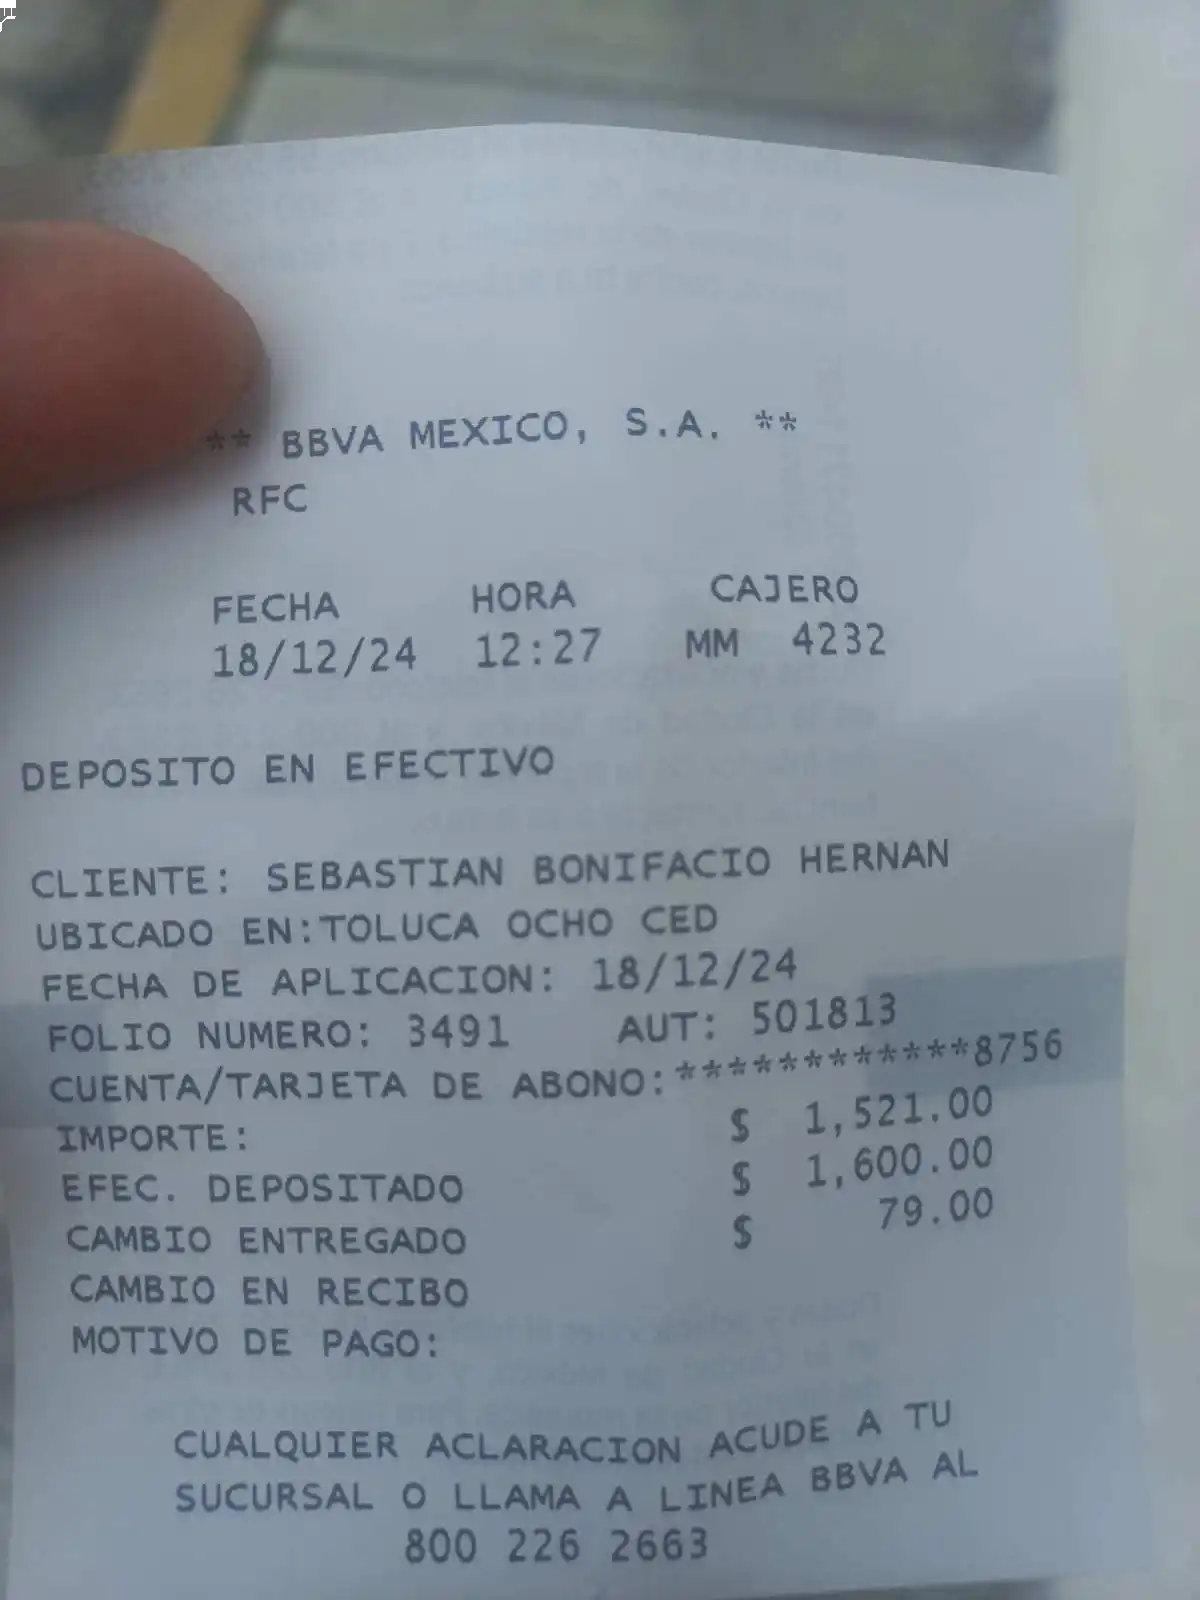 ** BBVA MEXICO, S.A. **
RFC
FECHA HORA CAJERO
18/12/24 12:27 MM 4232
DEPOSITO EN EFECTIVO
CLIENTE: SEBASTIAN BONIFACIO HERNAN
UBICADO EN:TOLUCA OCHO CED
FECHA DE APLICACION: 18/12/24
FOLIO NUMERO: 3491 AUT: 501813
CUENTA/TARJETA DE ABONO:************8756
IMPORTE: $ 1,521.00
EFEC. DEPOSITADO $ 1,600.00
CAMBIO ENTREGADO $ 79.00
CAMBIO EN RECIBO
MOTIVO DE PAGO:
CUALQUIER ACLARACION ACUDE A TU
SUCURSAL O LLAMA A LINEA BBVA AL
800 226 2663